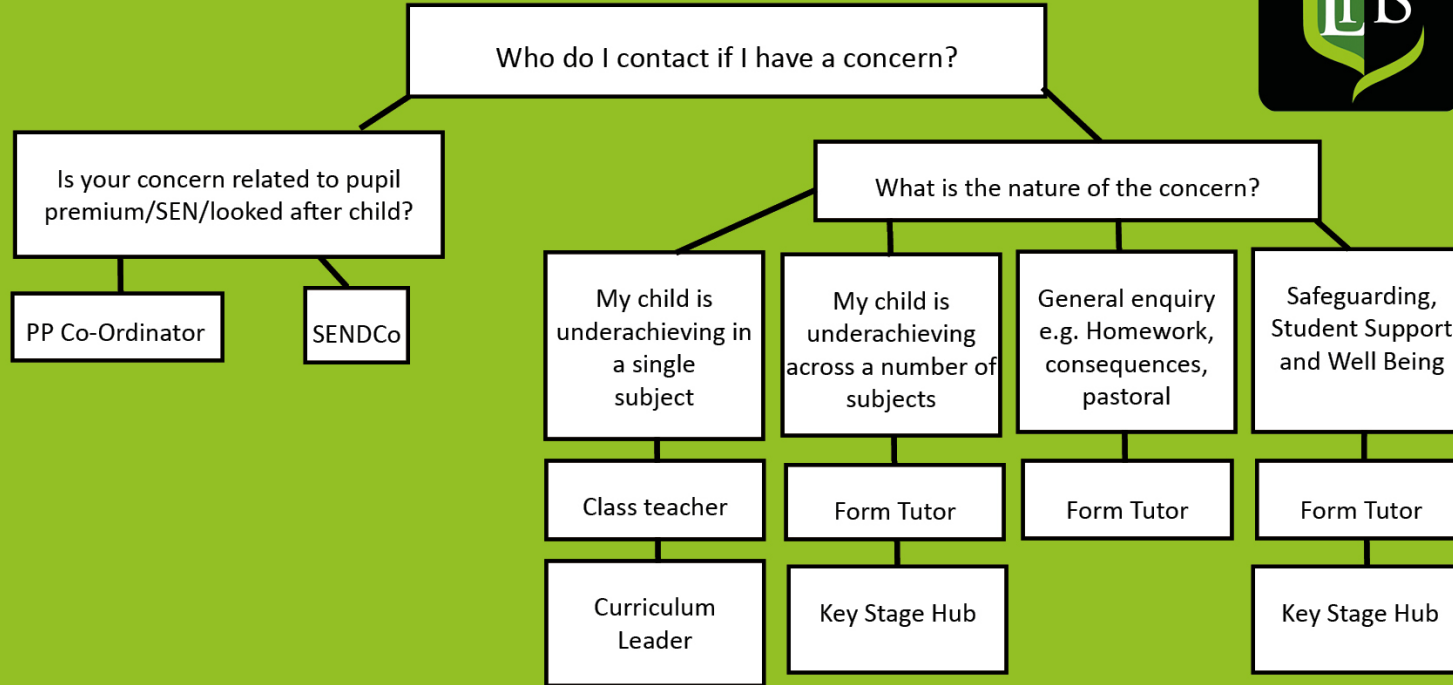 Who do I contact if I have a concern?
Is your concern related to pupil
premium/SEN/looked after child?
PP Co-Ordinator
SENDCo
What is the nature of the concern?
My child is
underachieving in
a single
subject
Class teacher
Curriculum
Leader
My child is
underachieving
across a number of
subjects
Form Tutor
Key Stage Hub
General enquiry
e.g. Homework,
consequences,
pastoral
Form Tutor
Safeguarding,
Student Support
and Well Being
Form Tutor
Key Stage Hub